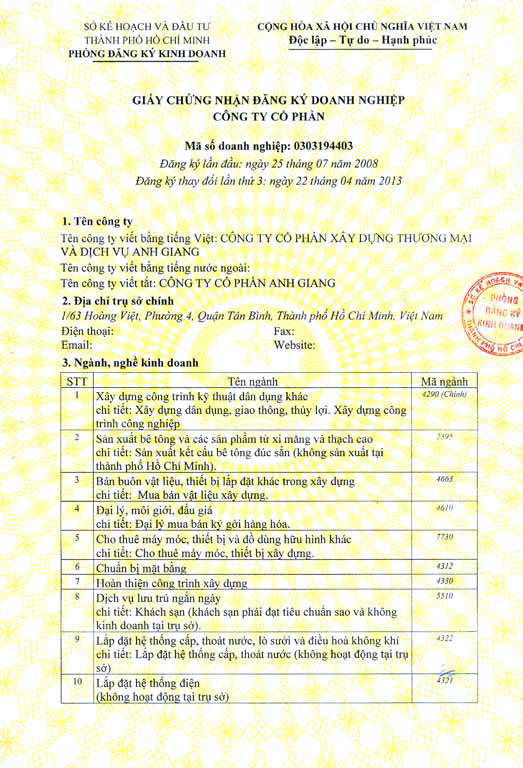 SỞ KẾ HOẠCH VÀ ĐẦU TƯ
THÀNH PHỐ HỒ CHÍ MINH
PHÒNG ĐĂNG KÝ KINH DOANH
CỘNG HÒA XÃ HỘI CHỦ NGHĨA VIỆT NAM
Độc lập – Tự do – Hạnh phúc
GIẤY CHỨNG NHẬN ĐĂNG KÝ DOANH NGHIỆP
CÔNG TY CỔ PHẦN
Mã số doanh nghiệp: 0303194403
Đăng ký lần đầu: ngày 25 tháng 07 năm 2008
Đăng ký thay đổi lần thứ 3: ngày 22 tháng 04 năm 2013
1. Tên công ty
Tên công ty viết bằng tiếng Việt: CÔNG TY CỔ PHẦN XÂY DỰNG THƯƠNG MẠI
VÀ DỊCH VỤ ANH GIANG
Tên công ty viết bằng tiếng nước ngoài:
Tên công ty viết tắt: CÔNG TY CỔ PHẦN ANH GIANG
2. Địa chỉ trụ sở chính
1/63 Hoàng Việt, Phường 4, Quận Tân Bình, Thành phố Hồ Chí Minh, Việt Nam
Điện thoại: Fax:
Email: Website:
PHÒNG
ĐĂNG KÝ
KINH DOANH
3. Ngành, nghề kinh doanh
STT Tên ngành Mã ngành
1 Xây dựng công trình kỹ thuật dân dụng khác 4290 (Chính)
chi tiết: Xây dựng dân dụng, giao thông, thủy lợi. Xây dựng công
trình công nghiệp
2 Sản xuất bê tông và các sản phẩm từ xi măng và thạch cao 2395
chi tiết: Sản xuất kết cấu bê tông đúc sẵn (không sản xuất tại
thành phố Hồ Chí Minh).
3 Bán buôn vật liệu, thiết bị lắp đặt khác trong xây dựng 4663
chi tiết: Mua bán vật liệu xây dựng.
4 Đại lý, môi giới, đấu giá 4610
chi tiết: Đại lý mua bán ký gởi hàng hóa.
5 Cho thuê máy móc, thiết bị và đồ dùng hữu hình khác 7730
chi tiết: Cho thuê máy móc, thiết bị xây dựng.
6 Chuẩn bị mặt bằng 4312
7 Hoàn thiện công trình xây dựng 4330
8 Dịch vụ lưu trú ngắn ngày 5510
chi tiết: Khách sạn (khách sạn phải đạt tiêu chuẩn sao và không
kinh doanh tại trụ sở).
9 Lắp đặt hệ thống cấp, thoát nước, lò sưởi và điều hoà không khí 4322
chi tiết: Lắp đặt hệ thống cấp, thoát nước (không hoạt động tại trụ
sở)
10 Lắp đặt hệ thống điện 4321
(không hoạt động tại trụ sở)